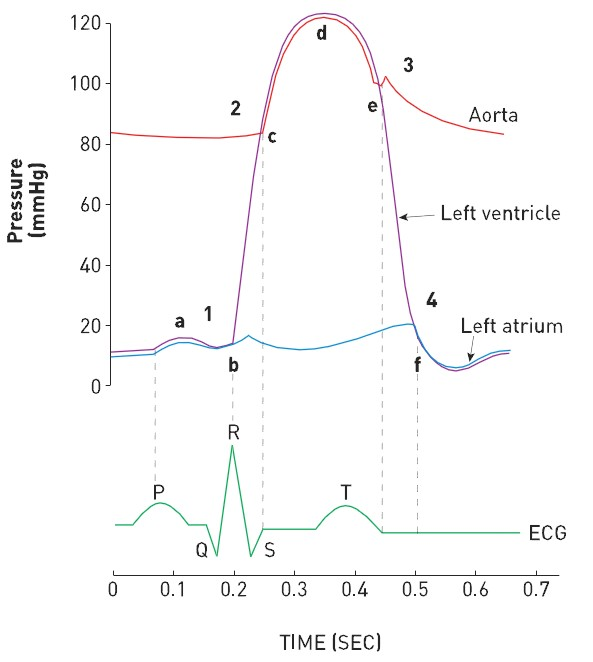 120
d
3
100
2
e
Aorta
c
80
Pressure
(mmHg)
60
Left ventricle
40
4
1
a
20
Left atrium
b
f
0
R
P
T
ECG
Q
S
0 0.1 0.2 0.3 0.4 0.5 0.6 0.7
TIME (SEC)